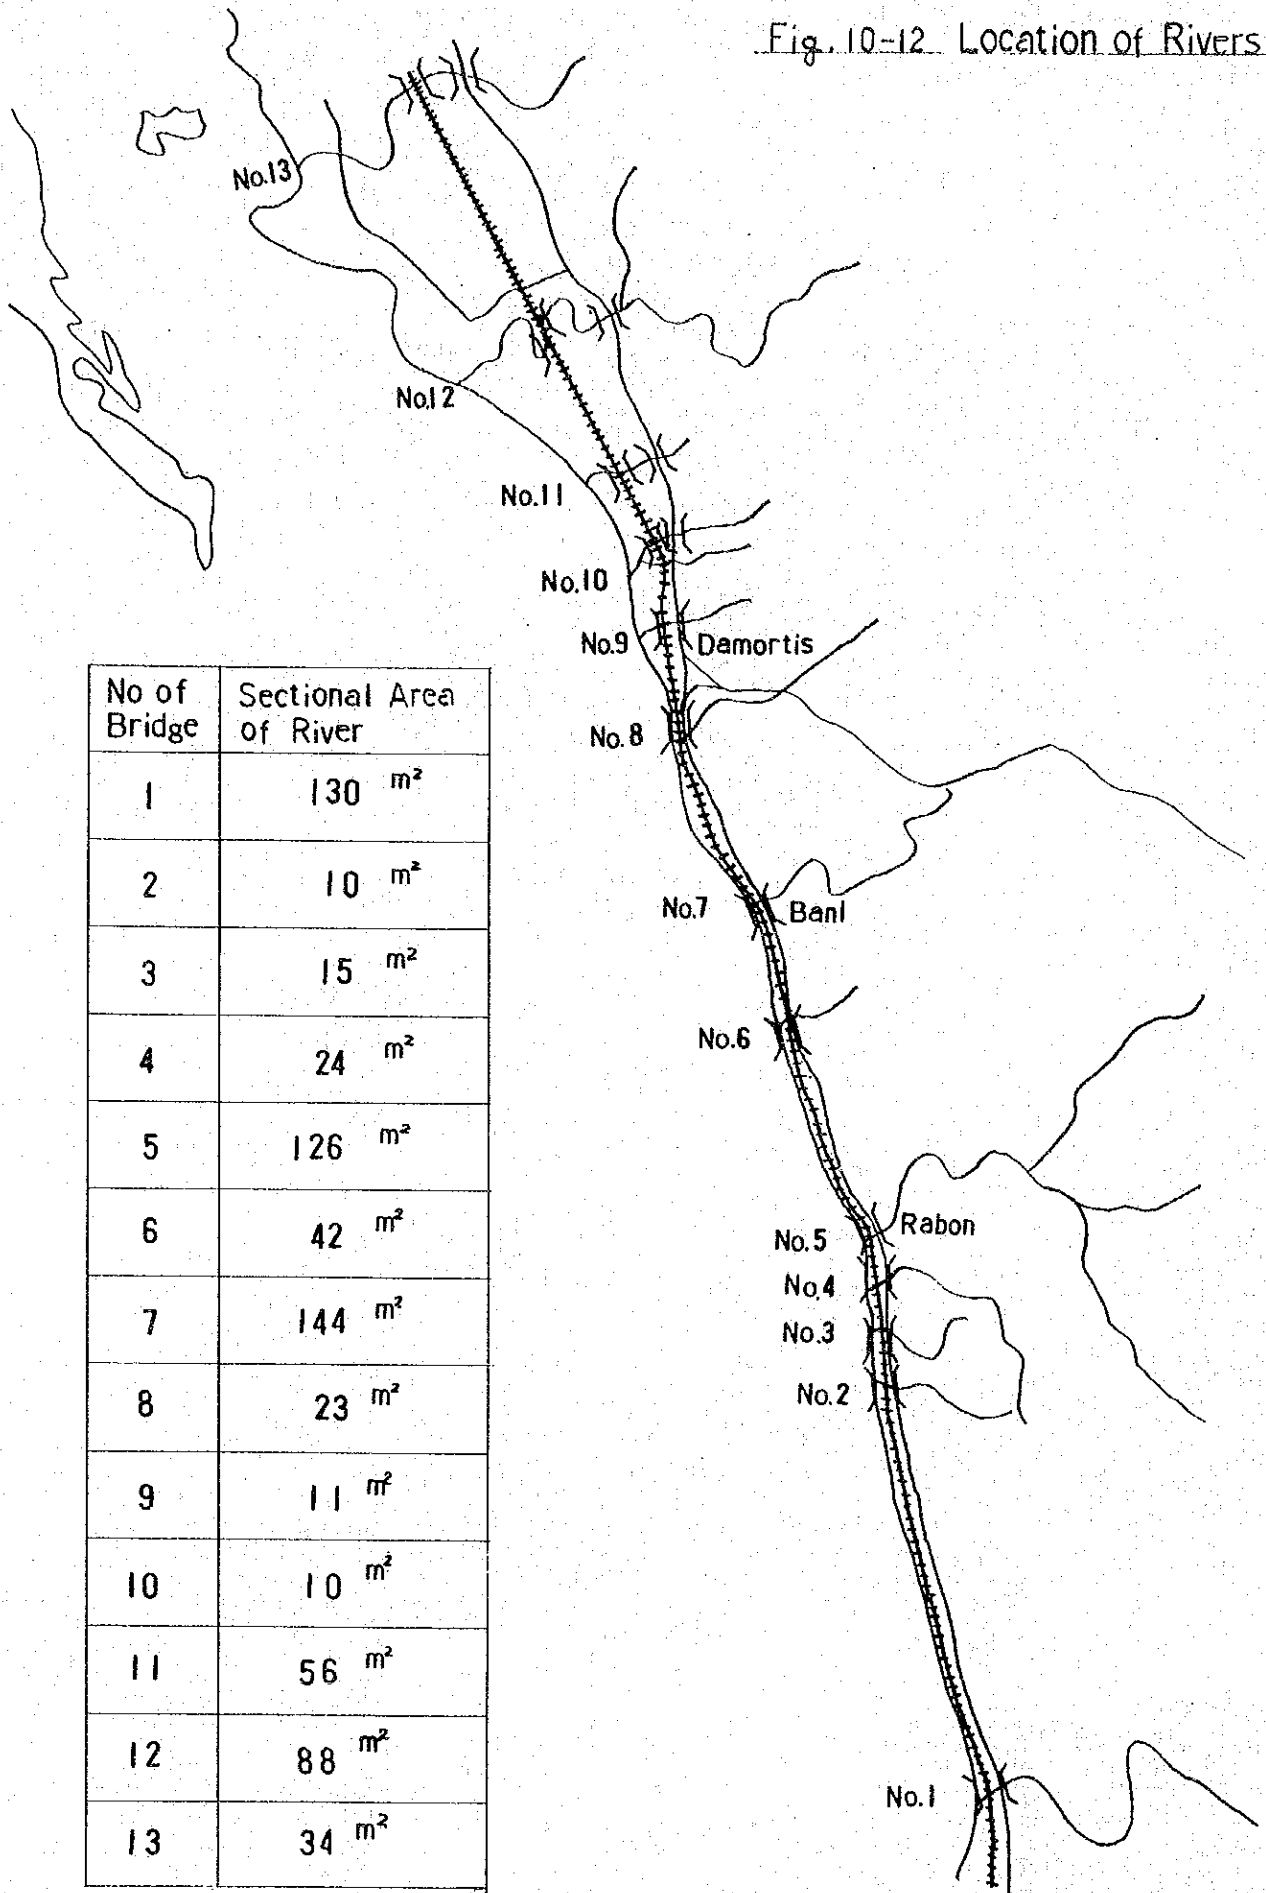 Fig. 10-12 Location of Rivers
No.13
No.12
No.11
No.10
No.9
Damortis
No.8
No.7
Bani
No.6
No.5
Rabon
No.4
No.3
No.2
No.1
No of Bridge | Sectional Area of River
1 | 130 m²
2 | 10 m²
3 | 15 m²
4 | 24 m²
5 | 126 m²
6 | 42 m²
7 | 144 m²
8 | 23 m²
9 | 11 m²
10 | 10 m²
11 | 56 m²
12 | 88 m²
13 | 34 m²